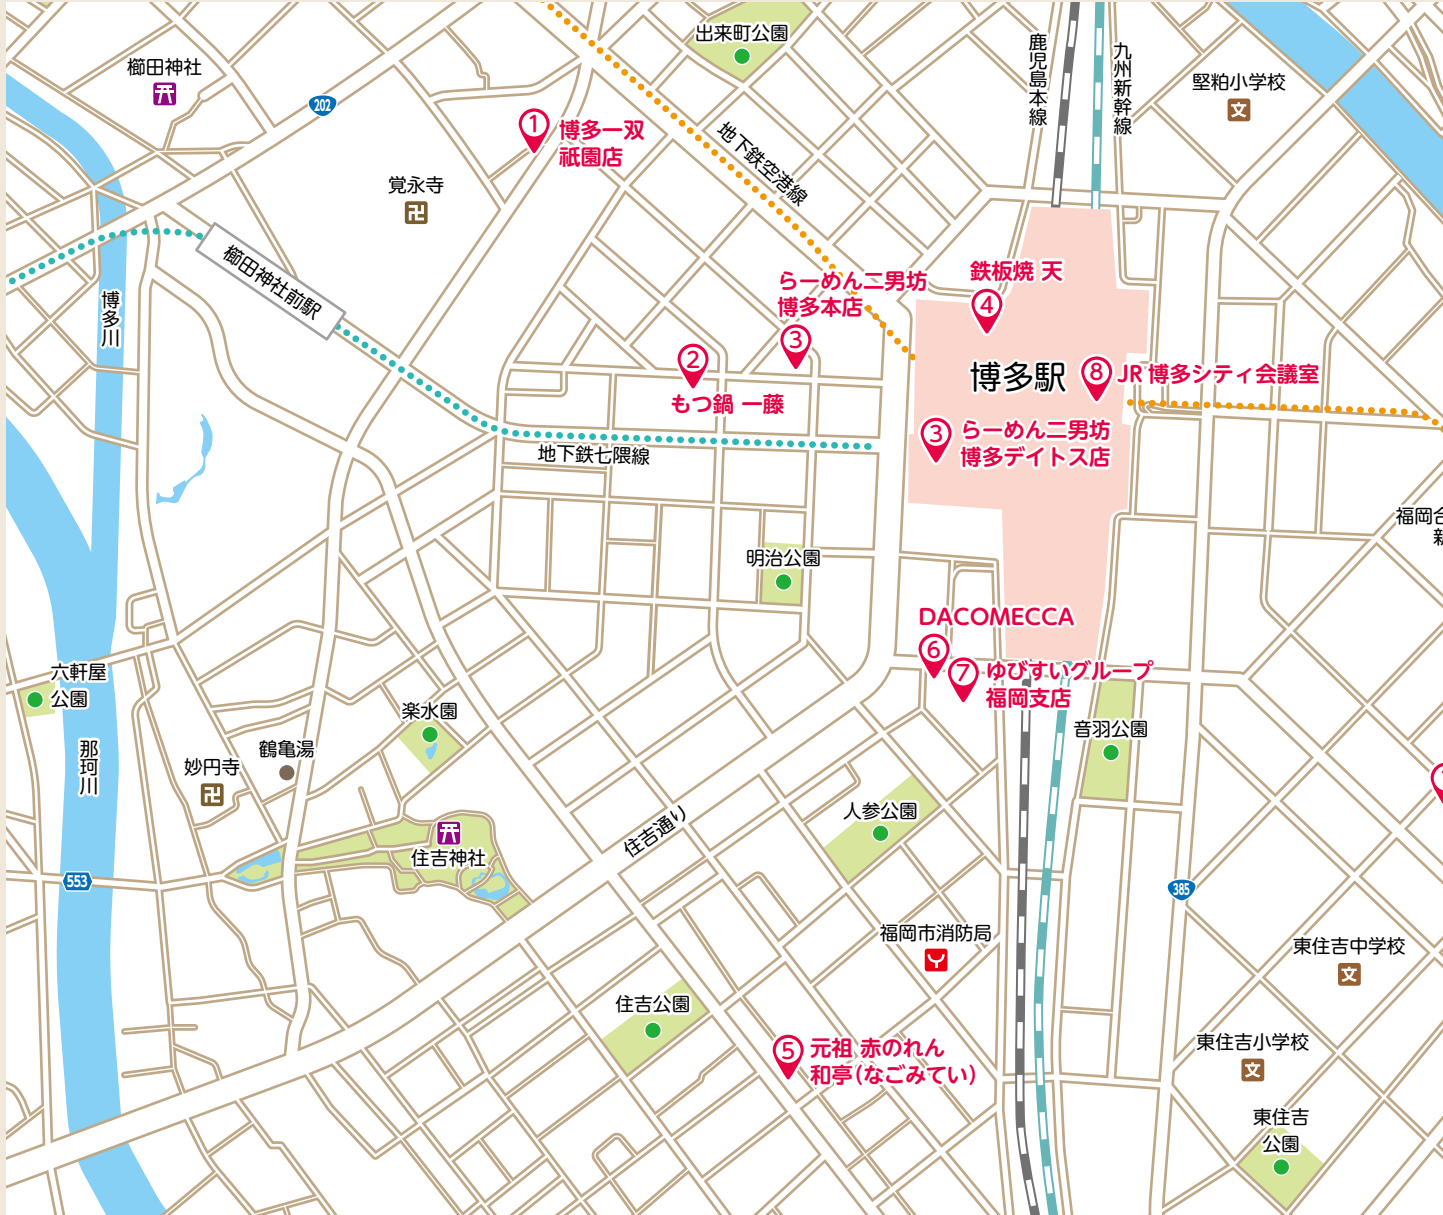 出来町公園
櫛田神社
202
鹿児島本線
九州新幹線
堅粕小学校
1
博多一双
祇園店
地下鉄空港線
覚永寺
櫛田神社前駅
博多川
らーめん二男坊
博多本店
3
鉄板焼 天
4
2
もつ鍋 一藤
博多駅
8
JR 博多シティ会議室
3
らーめん二男坊
博多デイトス店
地下鉄七隈線
福岡合
新
明治公園
DACOMECCA
6
7
ゆびすいグループ
福岡支店
六軒屋
公園
楽水園
音羽公園
那珂川
鶴亀湯
妙円寺
人参公園
住吉通り
住吉神社
553
385
福岡市消防局
東住吉中学校
住吉公園
5
元祖 赤のれん
和亭(なごみてい)
東住吉小学校
東住吉
公園
文
文
文